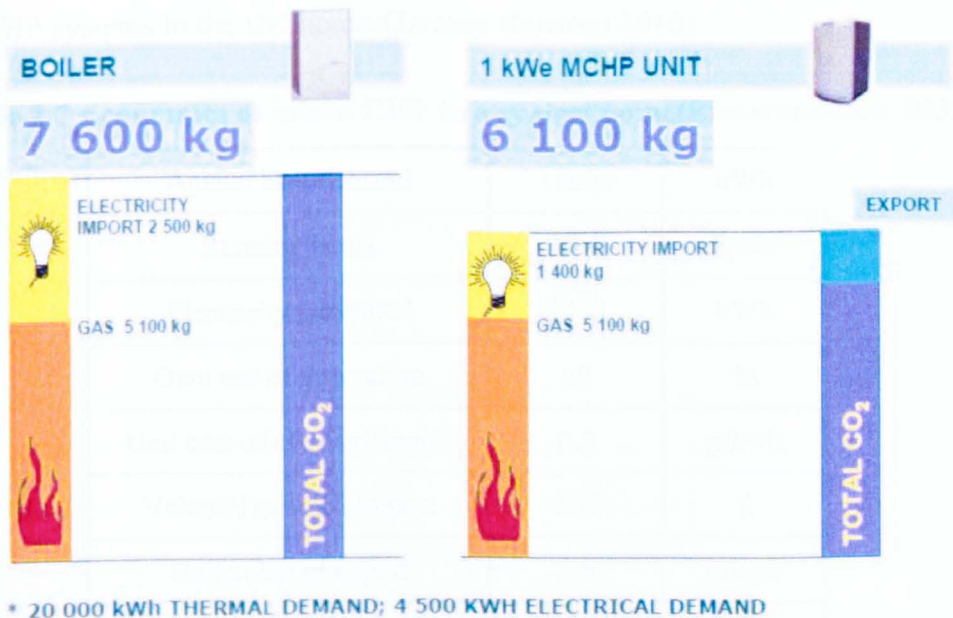 BOILER
7 600 kg
ELECTRICITY
IMPORT 2 500 kg
GAS 5 100 kg
TOTAL CO₂
1 kWe MCHP UNIT
6 100 kg
EXPORT
ELECTRICITY IMPORT
1 400 kg
GAS 5 100 kg
TOTAL CO₂
* 20 000 kWh THERMAL DEMAND; 4 500 KWH ELECTRICAL DEMAND